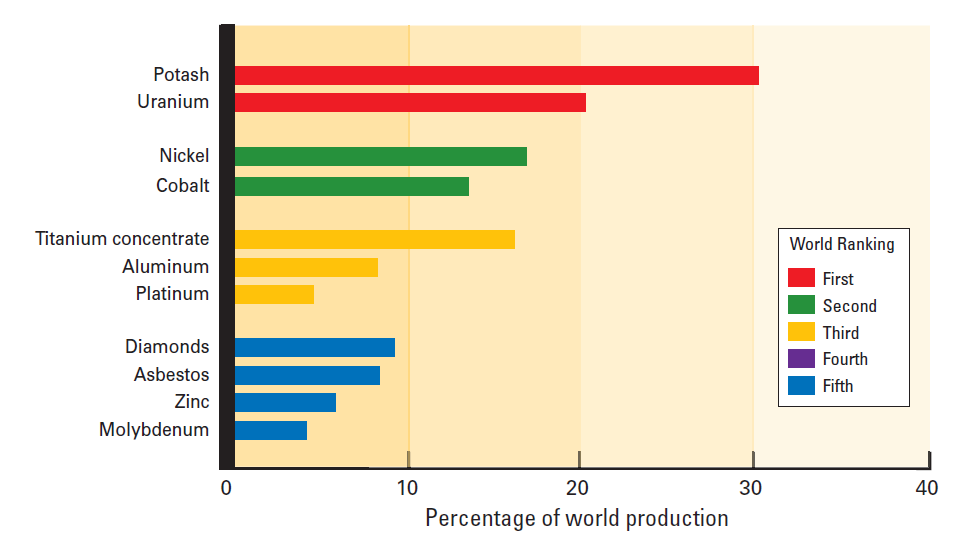 Potash
Uranium
Nickel
Cobalt
Titanium concentrate
Aluminum
Platinum
Diamonds
Asbestos
Zinc
Molybdenum
World Ranking
First
Second
Third
Fourth
Fifth
0 10 20 30 40
Percentage of world production